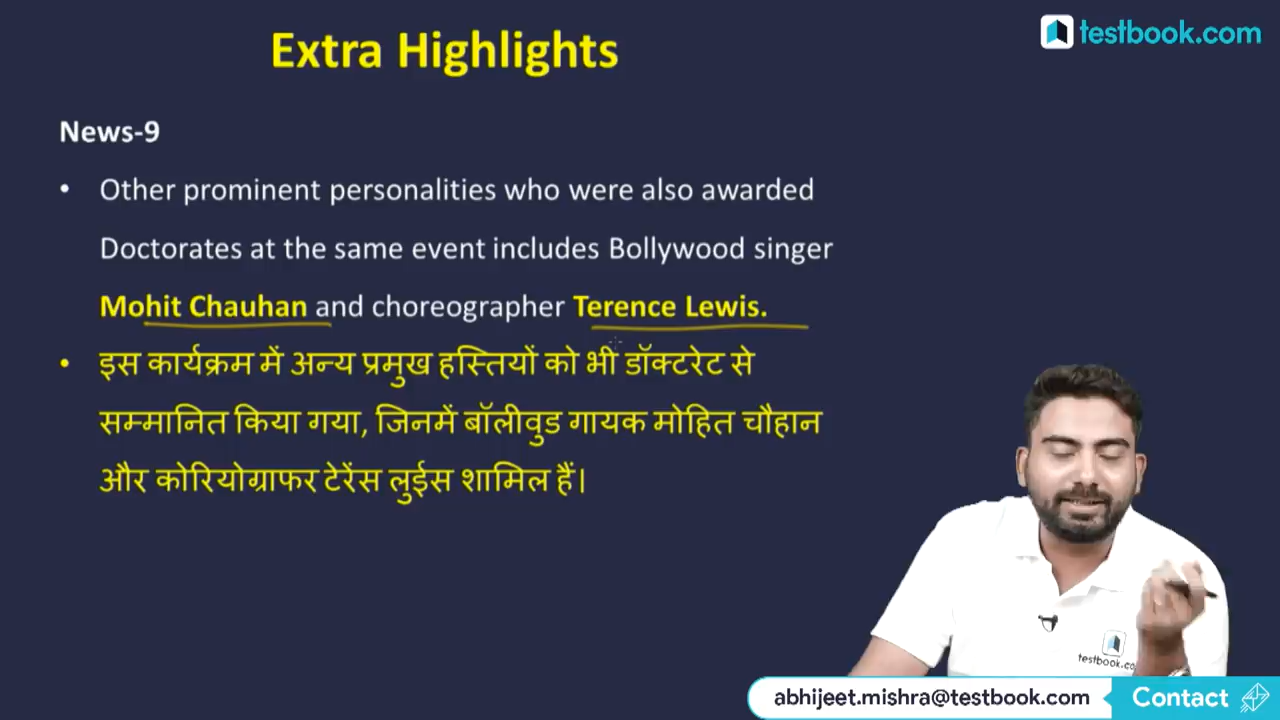 Extra Highlights
testbook.com
News-9
• Other prominent personalities who were also awarded
Doctorates at the same event includes Bollywood singer
Mohit Chauhan and choreographer Terence Lewis.
• इस कार्यक्रम में अन्य प्रमुख हस्तियों को भी डॉक्टरेट से
सम्मानित किया गया, जिनमें बॉलीवुड गायक मोहित चौहान
और कोरियोग्राफर टेरेंस लुईस शामिल हैं।
testbook.co
abhijeet.mishra@testbook.com Contact